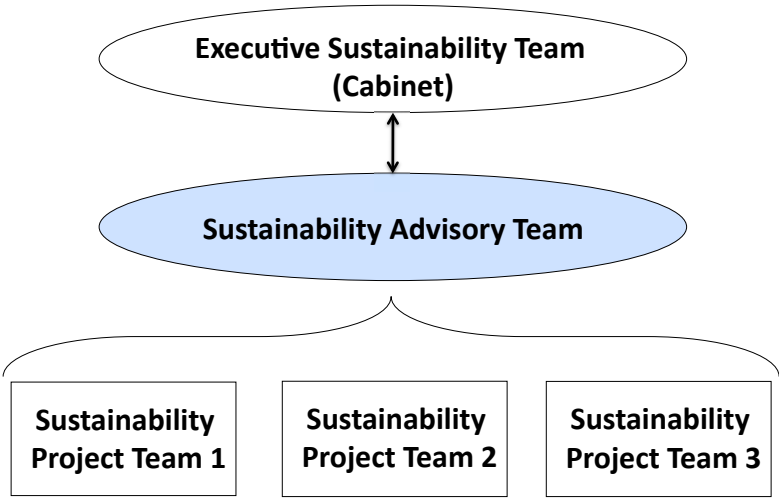 Executive Sustainability Team
(Cabinet)
Sustainability Advisory Team
Sustainability
Project Team 1
Sustainability
Project Team 2
Sustainability
Project Team 3